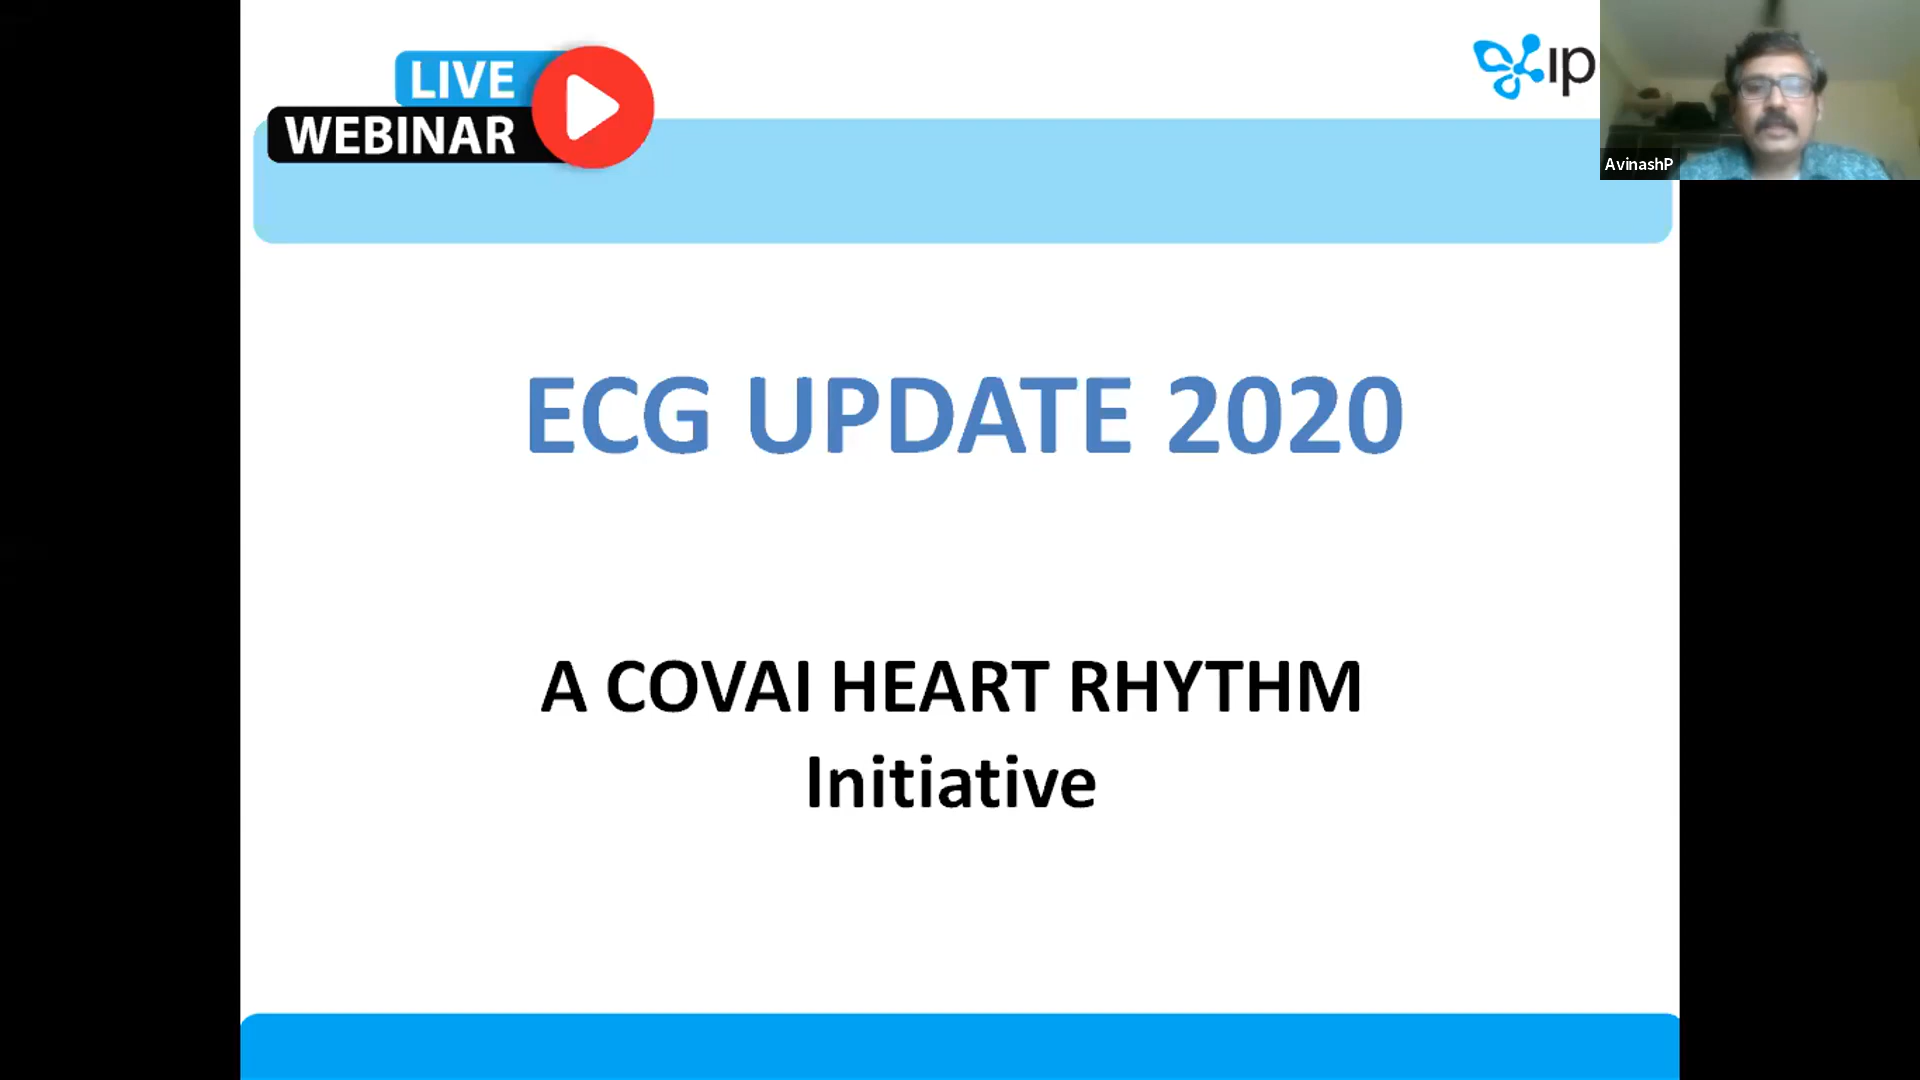 LIVE
WEBINAR
ip
AvinashP
ECG UPDATE 2020
A COVAI HEART RHYTHM
Initiative